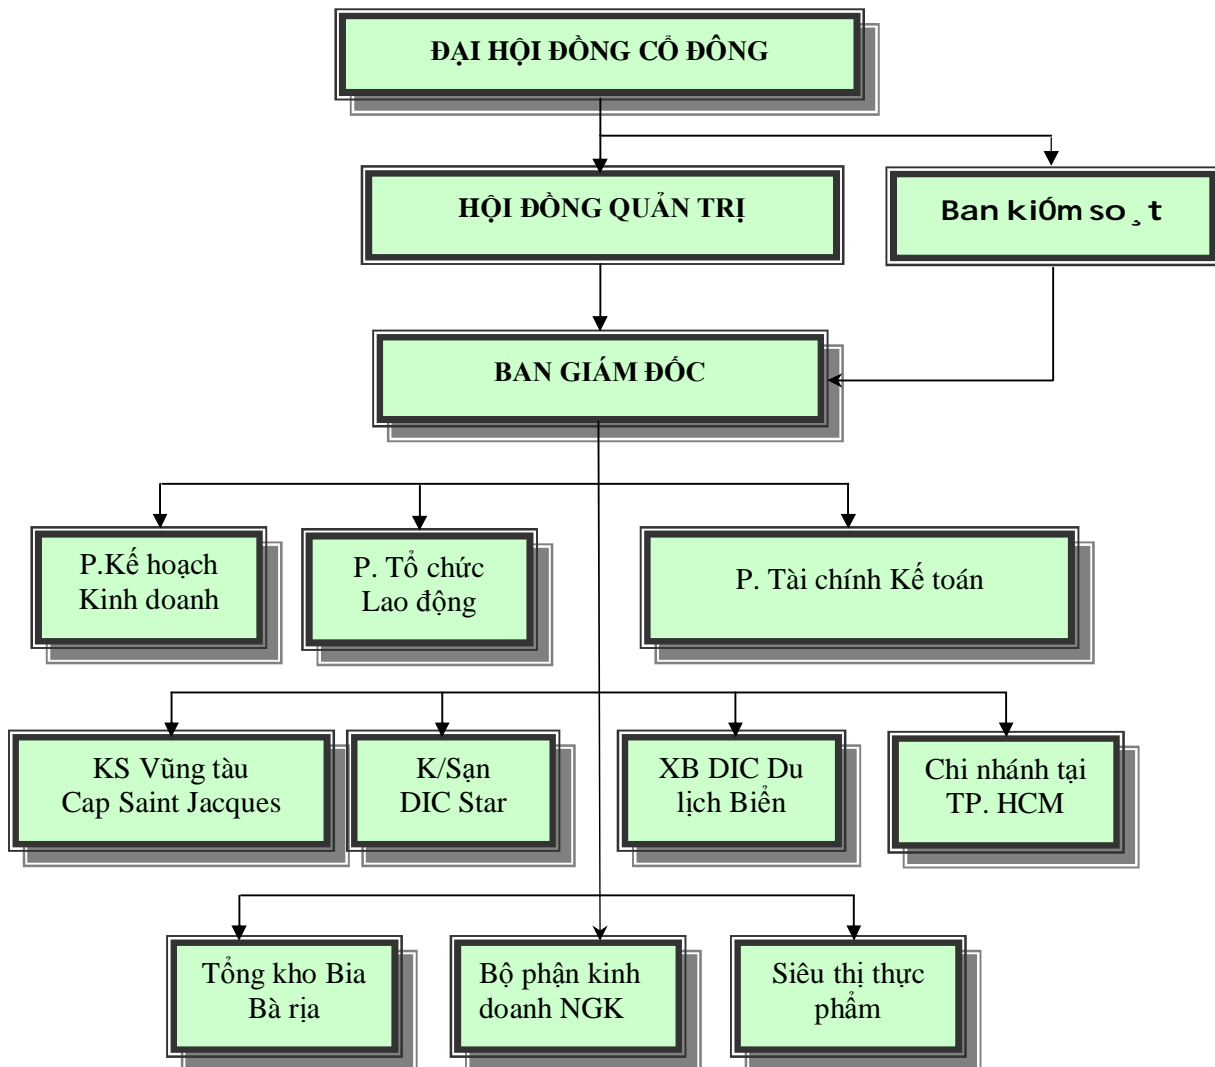 ĐẠI HỘI ĐỒNG CỔ ĐÔNG
HỘI ĐỒNG QUẢN TRỊ
Ban kiÓm so¸t
BAN GIÁM ĐỐC
P.Kế hoạch
Kinh doanh
P. Tổ chức
Lao động
P. Tài chính Kế toán
KS Vũng tàu
Cap Saint Jacques
K/Sạn
DIC Star
XB DIC Du
lịch Biển
Chi nhánh tại
TP. HCM
Tổng kho Bia
Bà rịa
Bộ phận kinh
doanh NGK
Siêu thị thực
phẩm